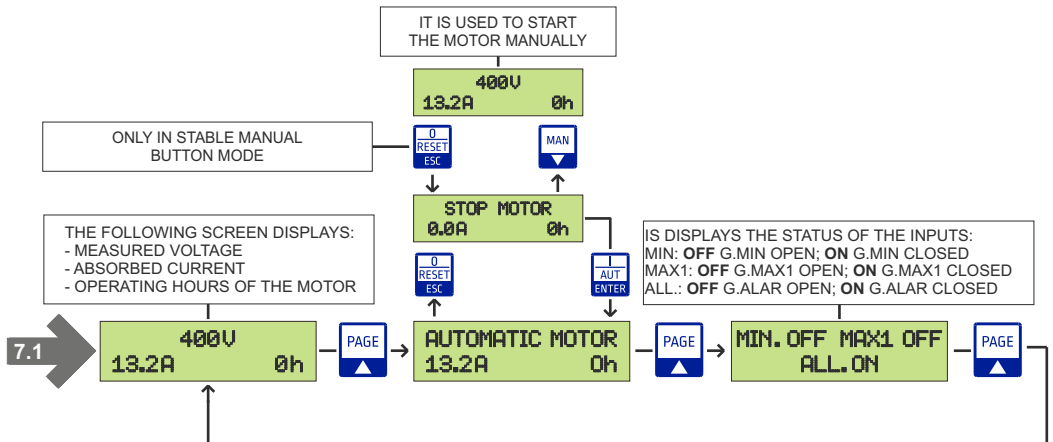 IT IS USED TO START
THE MOTOR MANUALLY
400V
13.2A 0h
ONLY IN STABLE MANUAL
BUTTON MODE
0
RESET
ESC
MAN
STOP MOTOR
0.0A 0h
THE FOLLOWING SCREEN DISPLAYS:
- MEASURED VOLTAGE
- ABSORBED CURRENT
- OPERATING HOURS OF THE MOTOR
0
RESET
ESC
I
AUT
ENTER
IS DISPLAYS THE STATUS OF THE INPUTS:
MIN: OFF G.MIN OPEN; ON G.MIN CLOSED
MAX1: OFF G.MAX1 OPEN; ON G.MAX1 CLOSED
ALL.: OFF G.ALAR OPEN; ON G.ALAR CLOSED
7.1
400V
13.2A 0h
PAGE
AUTOMATIC MOTOR
13.2A 0h
PAGE
MIN.OFF MAX1 OFF
ALL.ON
PAGE